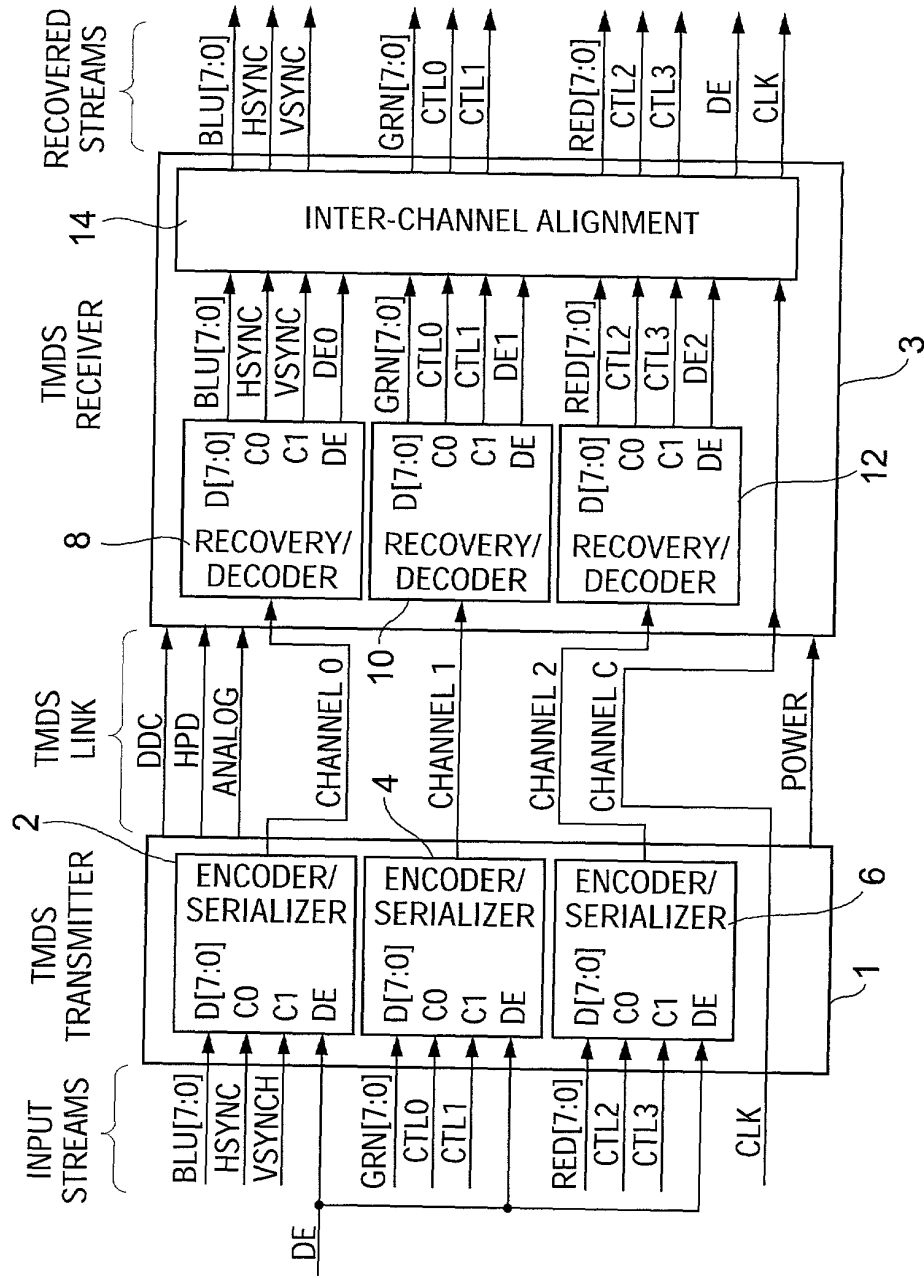 INPUT
STREAMS
TMDS
TRANSMITTER
TMDS
LINK
TMDS
RECEIVER
RECOVERED
STREAMS
BLU[7:0]
HSYNC
VSYNCH
DE
GRN[7:0]
CTL0
CTL1
RED[7:0]
CTL2
CTL3
CLK
2
D[7:0]
C0
C1
DE
ENCODER/
SERIALIZER
4
D[7:0]
C0
C1
DE
ENCODER/
SERIALIZER
6
D[7:0]
C0
C1
DE
ENCODER/
SERIALIZER
1
DDC
HPD
ANALOG
CHANNEL 0
CHANNEL 1
CHANNEL 2
CHANNEL C
POWER
8
D[7:0]
C0
C1
DE
RECOVERY/
DECODER
10
D[7:0]
C0
C1
DE
RECOVERY/
DECODER
12
D[7:0]
C0
C1
DE
RECOVERY/
DECODER
3
BLU[7:0]
HSYNC
VSYNC
DE0
GRN[7:0]
CTL0
CTL1
DE1
RED[7:0]
CTL2
CTL3
DE2
14
INTER-CHANNEL ALIGNMENT
BLU[7:0]
HSYNC
VSYNC
GRN[7:0]
CTL0
CTL1
RED[7:0]
CTL2
CTL3
DE
CLK